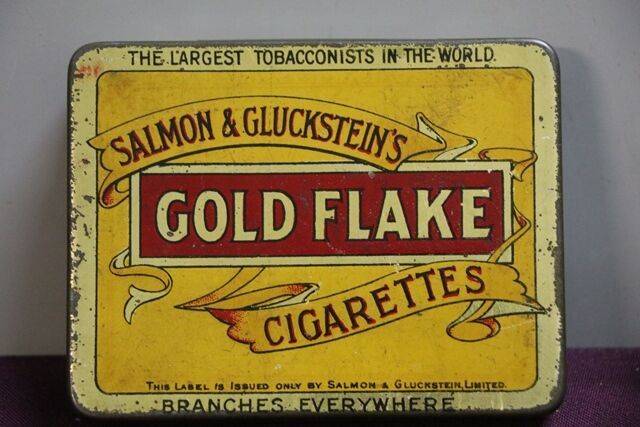 THE LARGEST TOBACCONISTS IN THE WORLD.
SALMON & GLUCKSTEIN'S
GOLD FLAKE
CIGARETTES
THIS LABEL IS ISSUED ONLY BY SALMON & GLUCKSTEIN, LIMITED.
BRANCHES EVERYWHERE